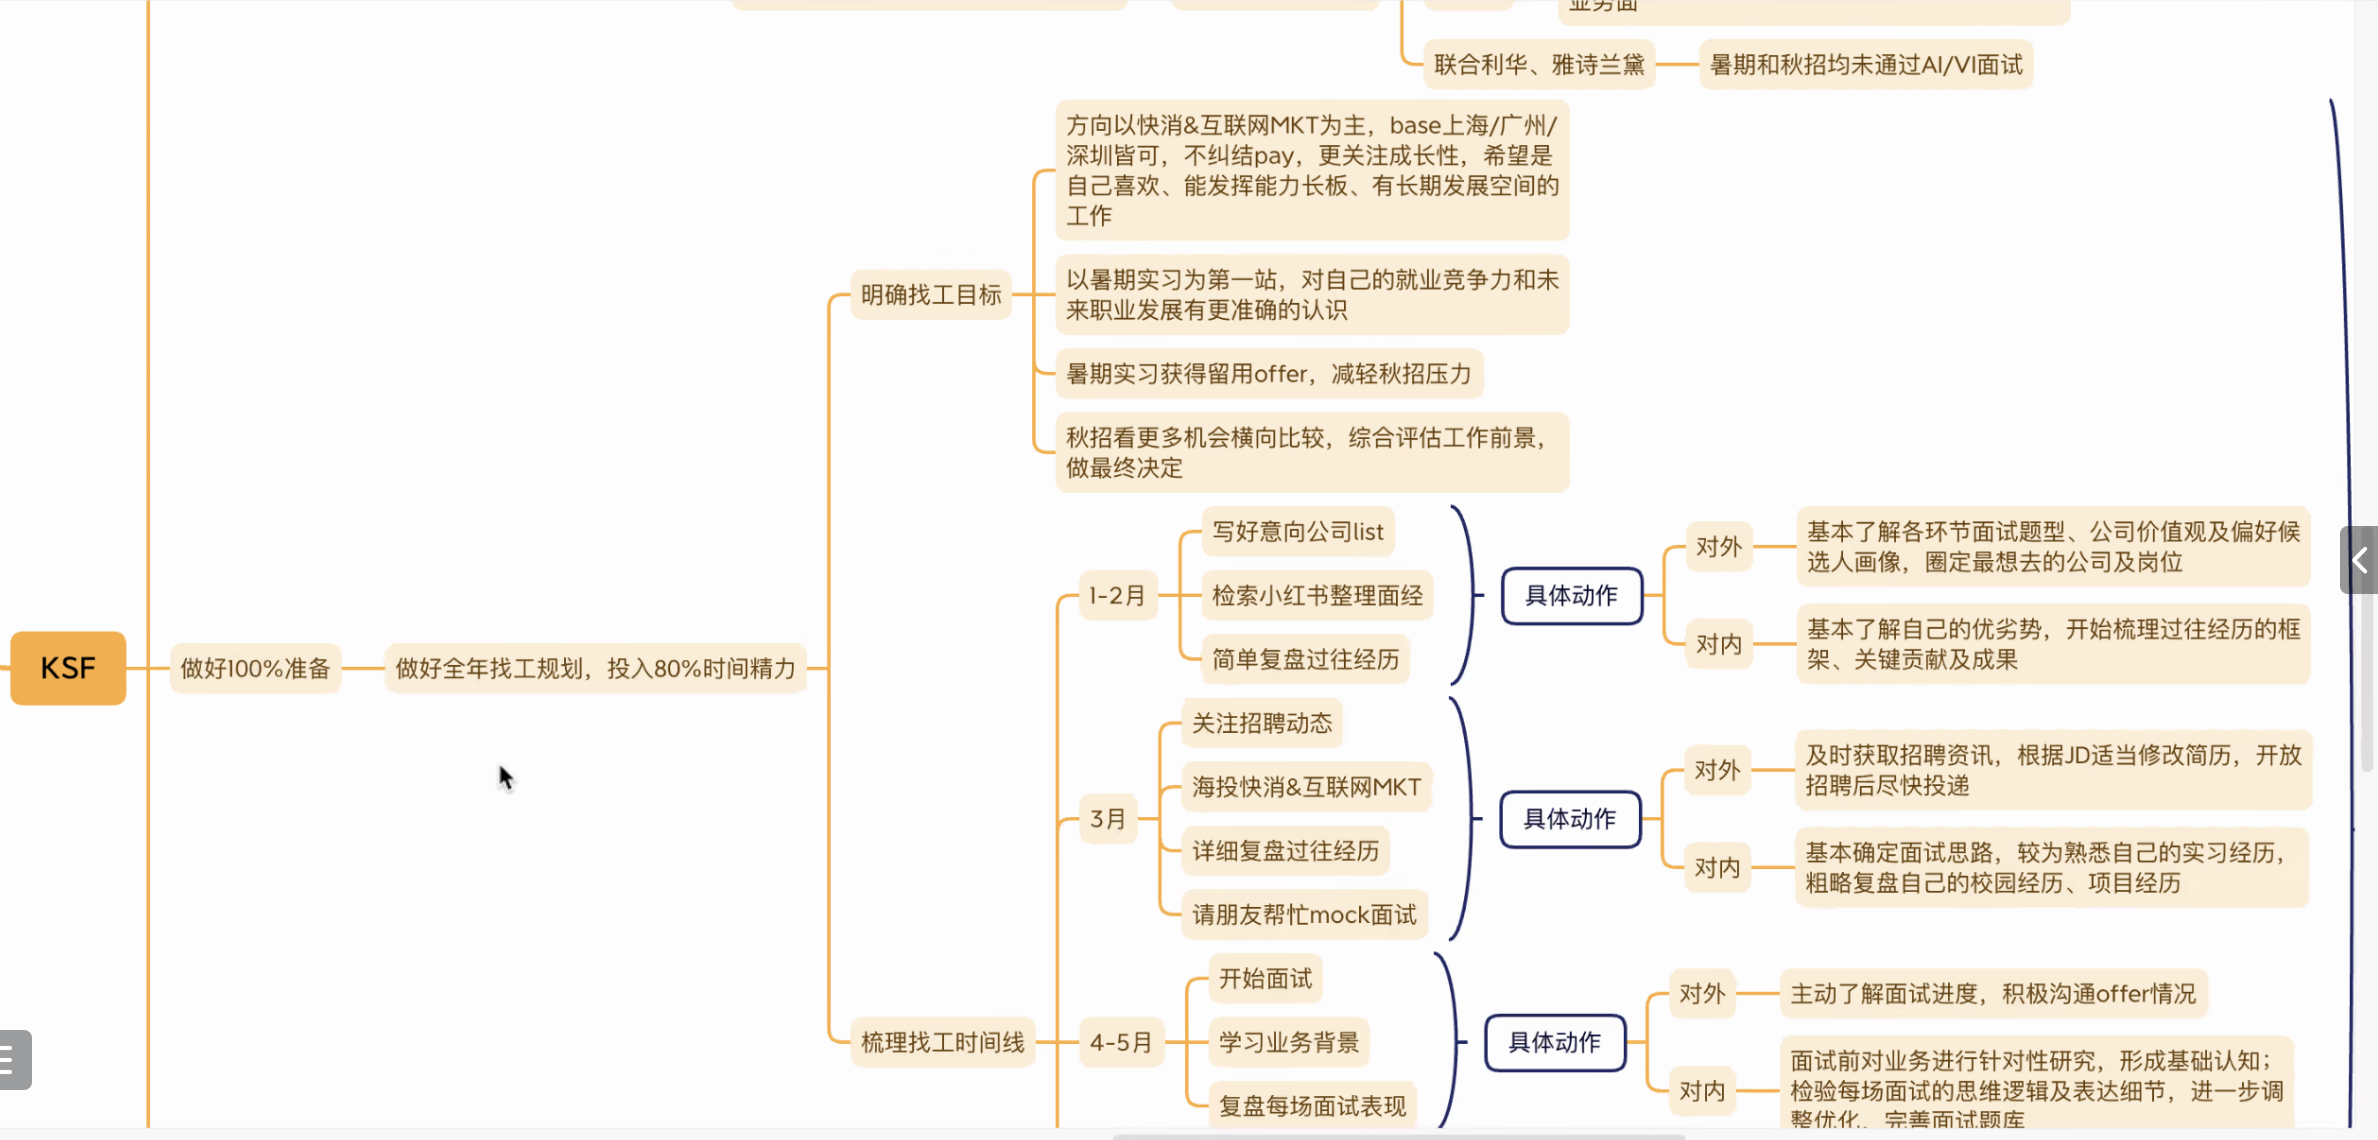 业务面
联合利华、雅诗兰黛
暑期和秋招均未通过AI/VI面试
方向以快消&互联网MKT为主，base上海/广州/
深圳皆可，不纠结pay，更关注成长性，希望是
自己喜欢、能发挥能力长板、有长期发展空间的
工作
明确找工目标
以暑期实习为第一站，对自己的就业竞争力和未
来职业发展有更准确的认识
暑期实习获得留用offer，减轻秋招压力
秋招看更多机会横向比较，综合评估工作前景，
做最终决定
KSF
做好100%准备
做好全年找工规划，投入80%时间精力
1-2月
写好意向公司list
检索小红书整理面经
简单复盘过往经历
具体动作
对外
基本了解各环节面试题型、公司价值观及偏好候
选人画像，圈定最想去的公司及岗位
对内
基本了解自己的优劣势，开始梳理过往经历的框
架、关键贡献及成果
3月
关注招聘动态
海投快消&互联网MKT
详细复盘过往经历
请朋友帮忙mock面试
具体动作
对外
及时获取招聘资讯，根据JD适当修改简历，开放
招聘后尽快投递
对内
基本确定面试思路，较为熟悉自己的实习经历，
粗略复盘自己的校园经历、项目经历
梳理找工时间线
4-5月
开始面试
学习业务背景
复盘每场面试表现
具体动作
对外
主动了解面试进度，积极沟通offer情况
对内
面试前对业务进行针对性研究，形成基础认知；
检验每场面试的思维逻辑及表达细节，进一步调
整优化，完善面试题库